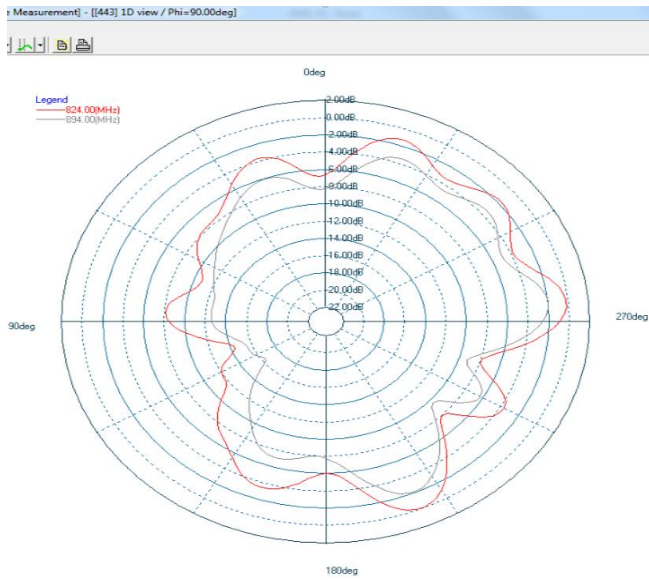 e Measurement] - [[443] 1D view / Phi=90.00deg]
0deg
Legend
824.00(MHz)
894.00(MHz)
2.00dB
0.00dB
2.00dB
4.00dB
6.00dB
8.00dB
10.00dB
12.00dB
14.00dB
16.00dB
18.00dB
20.00dB
22.00dB
90deg
270deg
180deg